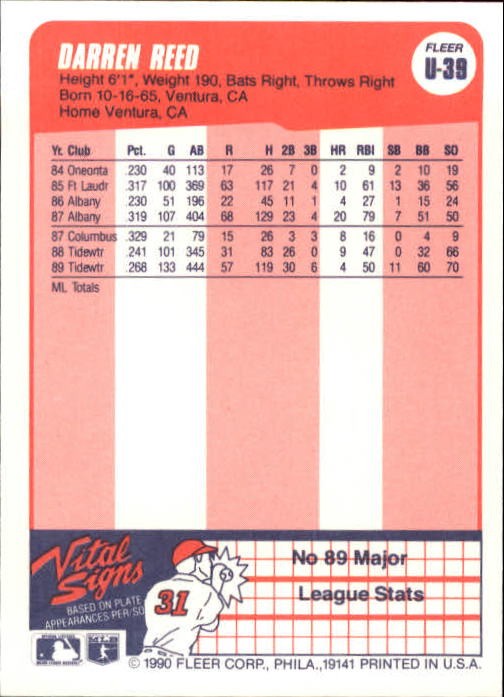 DARREN REED
FLEER
U-39
Height 6'1", Weight 190, Bats Right, Throws Right
Born 10-16-65, Ventura, CA
Home Ventura, CA
Yr. Club Pct. G AB R H 2B 3B HR RBI SB BB SO
84 Oneonta .230 40 113 17 26 7 0 2 9 2 10 19
85 Ft Laudr .317 100 369 63 117 21 4 10 61 13 36 56
86 Albany .230 51 196 22 45 11 1 4 27 1 15 24
87 Albany .319 107 404 68 129 23 4 20 79 7 51 50
87 Columbus .329 21 79 15 26 3 3 8 16 0 4 9
88 Tidewtr .241 101 345 31 83 26 0 9 47 0 32 66
89 Tidewtr .268 133 444 57 119 30 6 4 50 11 60 70
ML Totals
Vital
Signs
BASED ON PLATE
APPEARANCES PER/SO
31
No 89 Major
League Stats
MLB
© 1990 FLEER CORP., PHILA., 19141 PRINTED IN U.S.A.